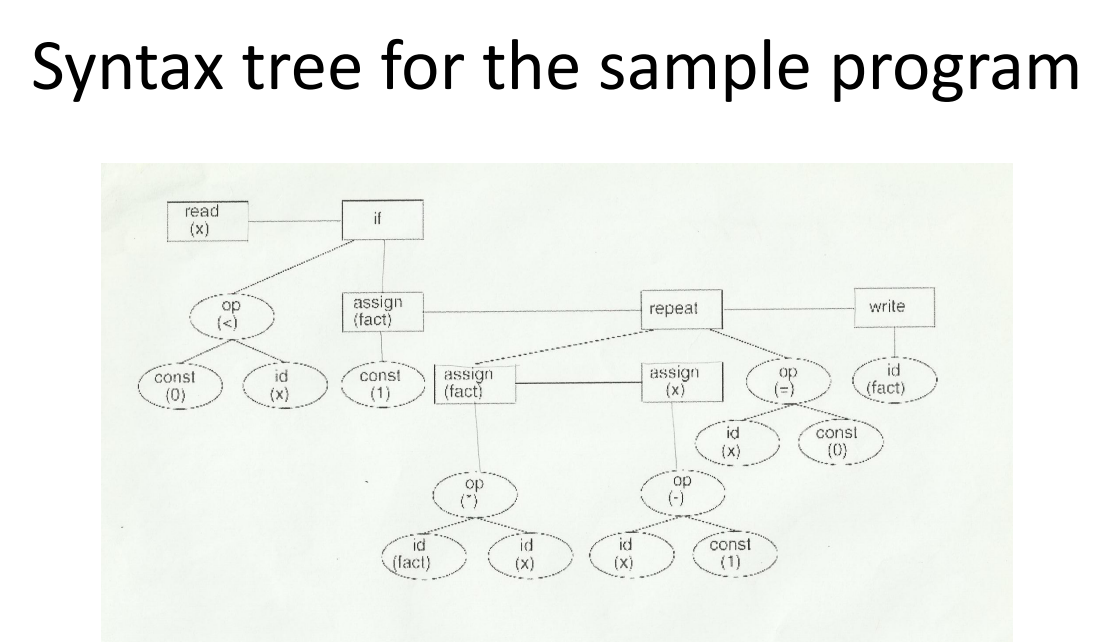 Syntax tree for the sample program
read
(x)
if
op
(<)
assign
(fact)
repeat
write
const
(0)
id
(x)
const
(1)
assign
(fact)
assign
(x)
op
(=)
id
(fact)
id
(x)
const
(0)
op
(*)
op
(-)
id
(fact)
id
(x)
id
(x)
const
(1)